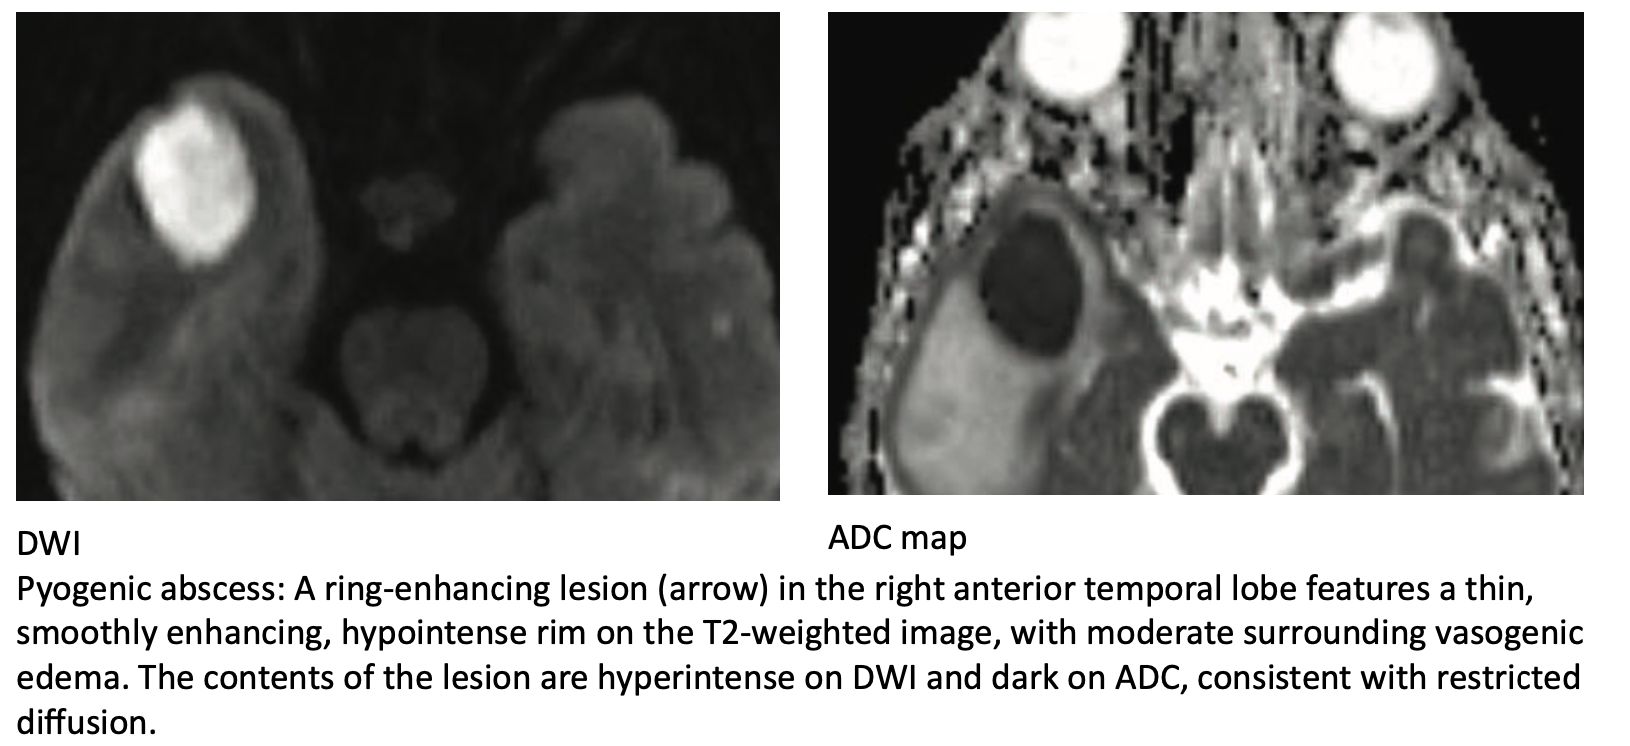 DWI
ADC map
Pyogenic abscess: A ring-enhancing lesion (arrow) in the right anterior temporal lobe features a thin,
smoothly enhancing, hypointense rim on the T2-weighted image, with moderate surrounding vasogenic
edema. The contents of the lesion are hyperintense on DWI and dark on ADC, consistent with restricted
diffusion.